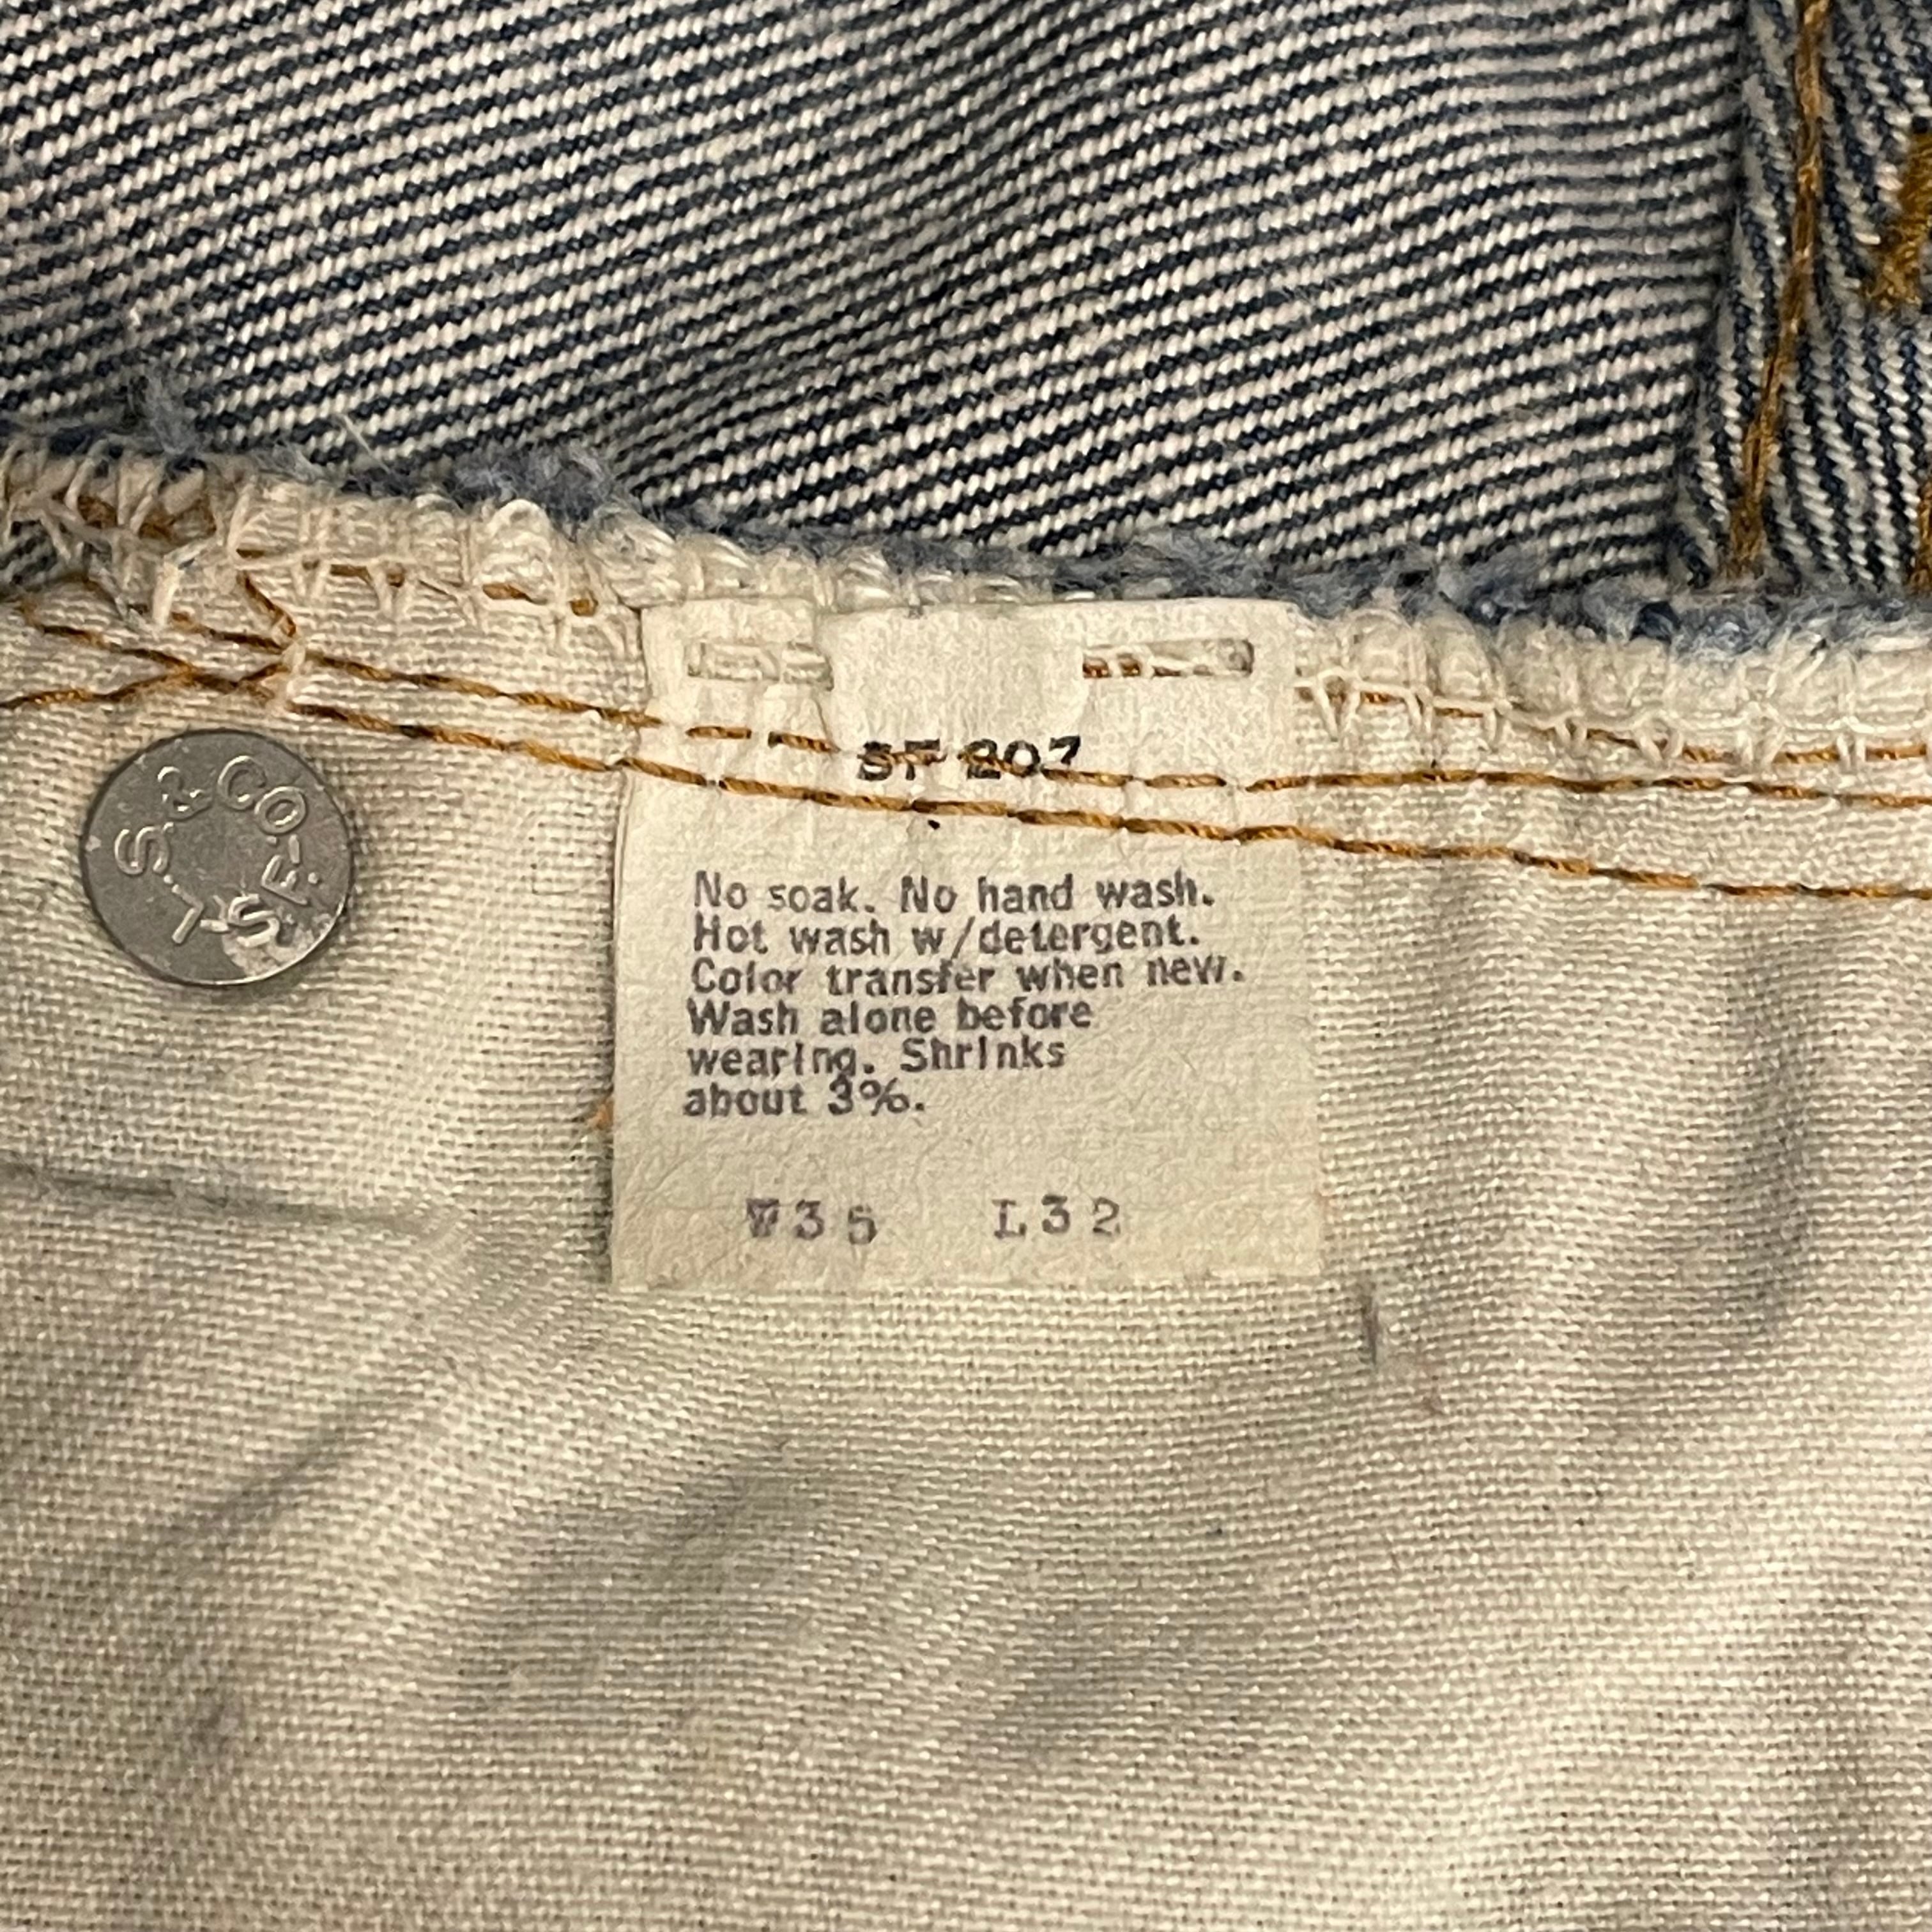 L.S.&CO.-S.F.
SF 207
No soak. No hand wash.
Hot wash w/detergent.
Color transfer when new.
Wash alone before
wearing. Shrinks
about 3%.
W35 L32